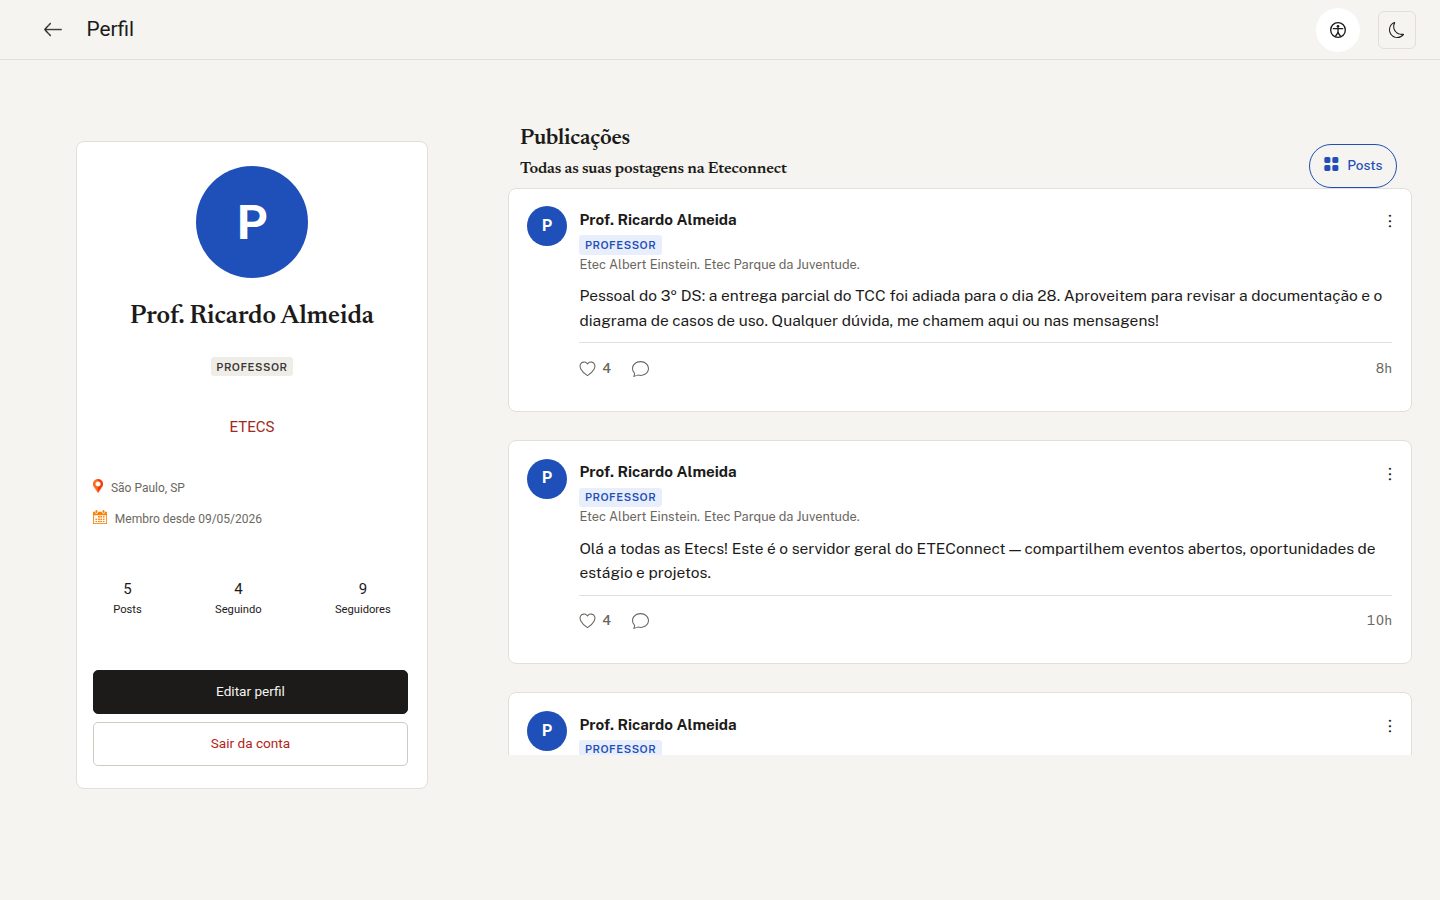 Perfil
P
Prof. Ricardo Almeida
PROFESSOR
ETECS
São Paulo, SP
Membro desde 09/05/2026
5
Posts
4
Seguindo
9
Seguidores
Editar perfil
Sair da conta
Publicações
Todas as suas postagens na Eteconnect
Posts
P
Prof. Ricardo Almeida
PROFESSOR
Etec Albert Einstein. Etec Parque da Juventude.
Pessoal do 3º DS: a entrega parcial do TCC foi adiada para o dia 28. Aproveitem para revisar a documentação e o
diagrama de casos de uso. Qualquer dúvida, me chamem aqui ou nas mensagens!
4
8h
P
Prof. Ricardo Almeida
PROFESSOR
Etec Albert Einstein. Etec Parque da Juventude.
Olá a todas as Etecs! Este é o servidor geral do ETEConnect — compartilhem eventos abertos, oportunidades de
estágio e projetos.
4
10h
P
Prof. Ricardo Almeida
PROFESSOR